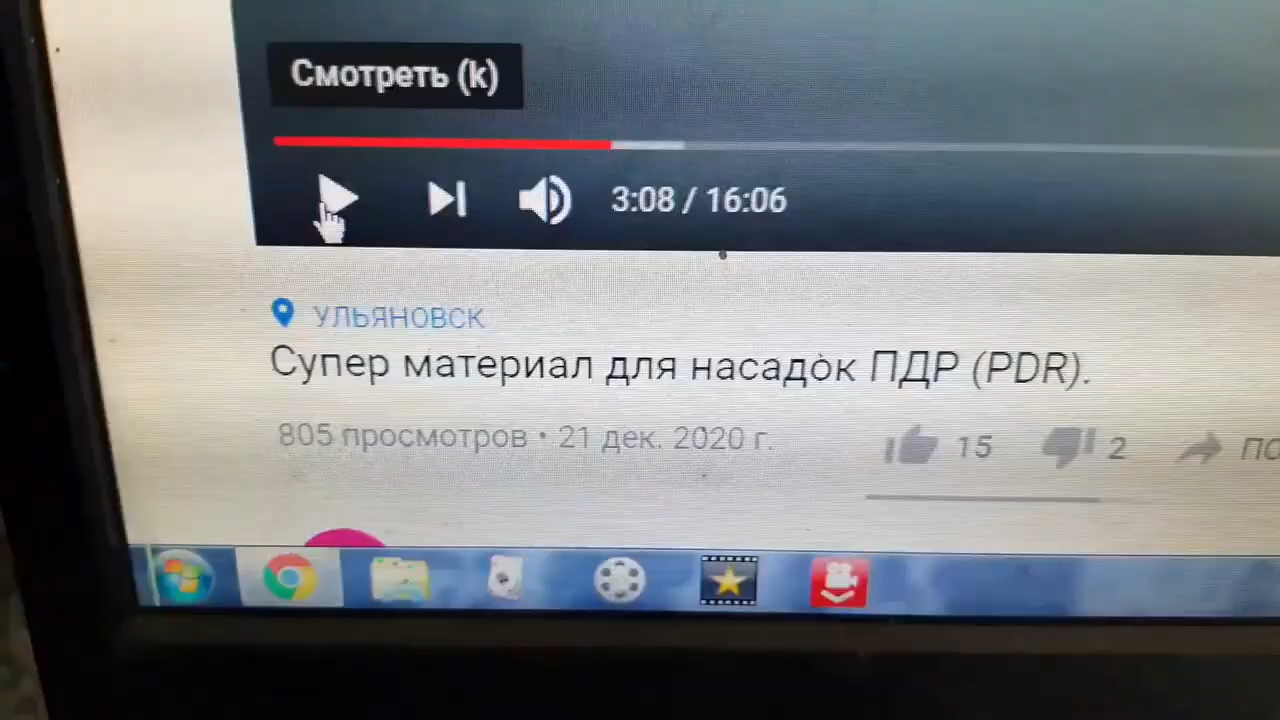 Смотреть (k)
3:08 / 16:06
УЛЬЯНОВСК
Супер материал для насадок ПДР (PDR).
805 просмотров • 21 дек. 2020 г.
15
2